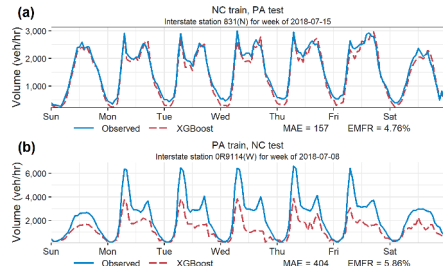 (a)
NC train, PA test
Interstate station 831(N) for week of 2018-07-15
Volume (veh/hr)
3,000
2,000
1,000
Sun Mon Tue Wed Thu Fri Sat
Observed XGBoost MAE = 157 EMFR = 4.76%
(b)
PA train, NC test
Interstate station 0R9114(W) for week of 2018-07-08
Volume (veh/hr)
6,000
4,000
2,000
0
Sun Mon Tue Wed Thu Fri Sat
Observed XGBoost MAE = 404 EMFR = 5.86%